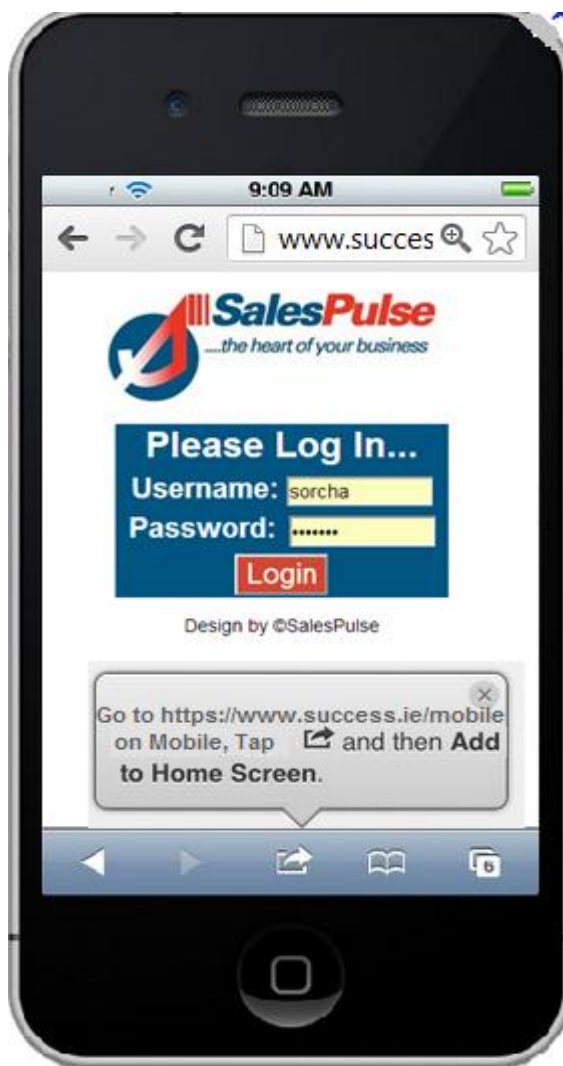 9:09 AM
www.succes
SalesPulse
....the heart of your business
Please Log In...
Username: sorcha
Password: •••••••
Login
Design by ©SalesPulse
Go to https://www.success.ie/mobile
on Mobile, Tap and then Add
to Home Screen.
6